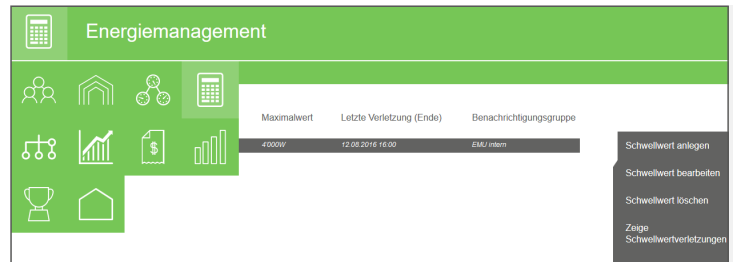 Energiemanagement
Maximalwert Letzte Verletzung (Ende) Benachrichtigungsgruppe
4'000W 12.08.2016 16:00 EMU intern
Schwellwert anlegen
Schwellwert bearbeiten
Schwellwert löschen
Zeige
Schwellwertverletzungen
$